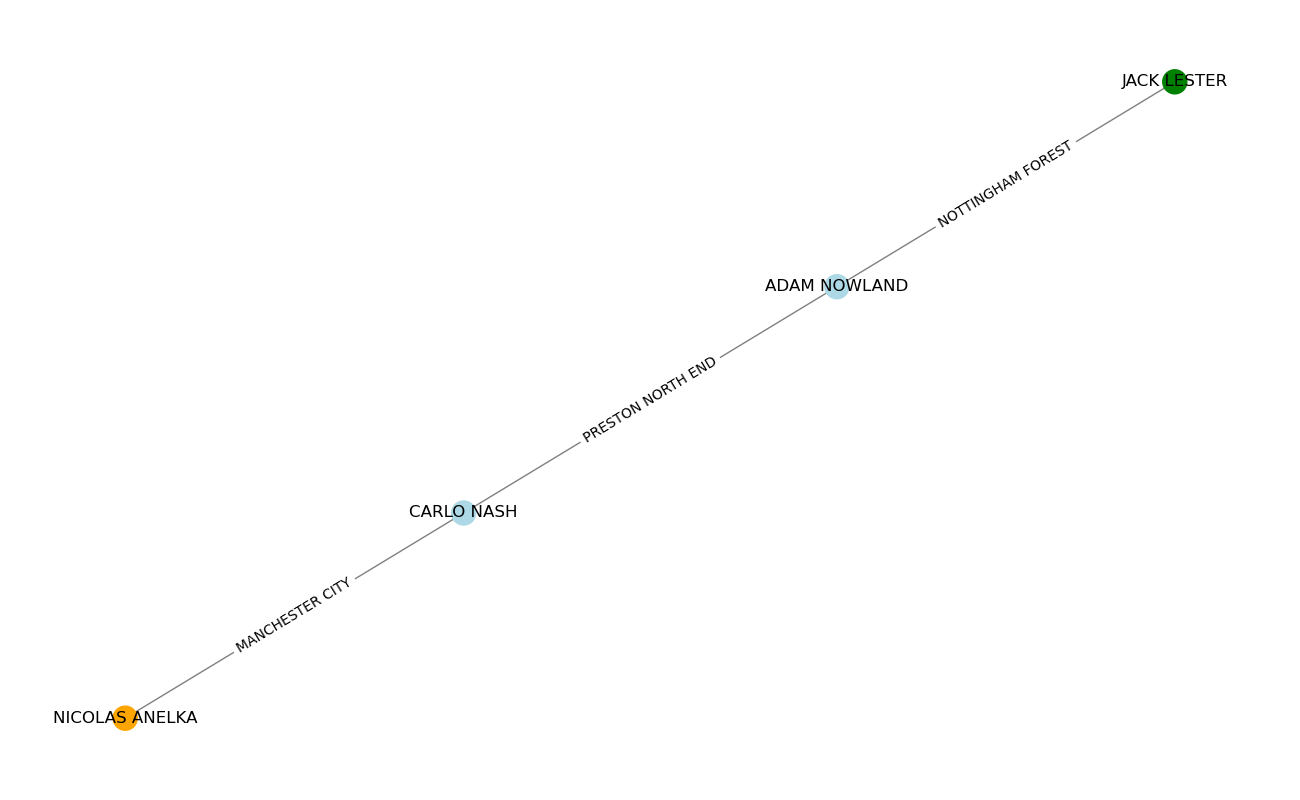 JACK LESTER
NOTTINGHAM FOREST
ADAM NOWLAND
PRESTON NORTH END
CARLO NASH
MANCHESTER CITY
NICOLAS ANELKA